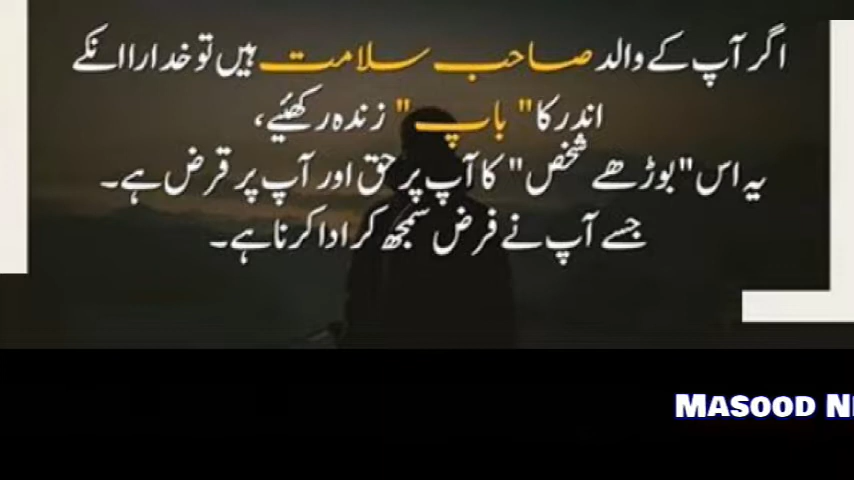 اگر آپ کے والد صاحب سلامت ہیں تو خدارا انکے
اندر کا "باپ" زندہ رکھئیے،
یہ اس "بوڑھے شخص" کا آپ پر حق اور آپ پر قرض ہے۔
جسے آپ نے فرض سمجھ کر ادا کرنا ہے۔
MASOOD N